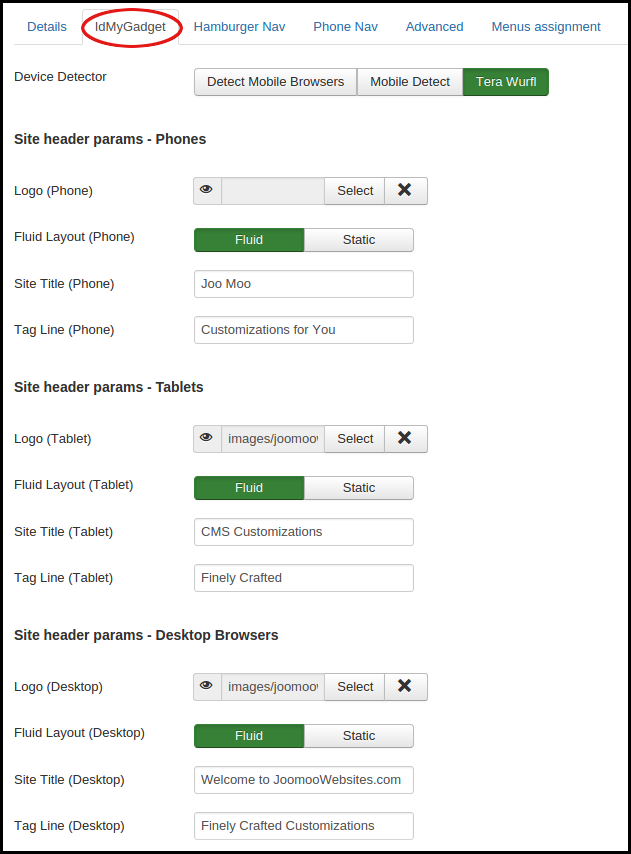 Details IdMyGadget Hamburger Nav Phone Nav Advanced Menus assignment
Device Detector Detect Mobile Browsers Mobile Detect Tera Wurfl
Site header params - Phones
Logo (Phone) Select
Fluid Layout (Phone) Fluid Static
Site Title (Phone) Joo Moo
Tag Line (Phone) Customizations for You
Site header params - Tablets
Logo (Tablet) images/joomoow Select
Fluid Layout (Tablet) Fluid Static
Site Title (Tablet) CMS Customizations
Tag Line (Tablet) Finely Crafted
Site header params - Desktop Browsers
Logo (Desktop) images/joomoow Select
Fluid Layout (Desktop) Fluid Static
Site Title (Desktop) Welcome to JoomooWebsites.com
Tag Line (Desktop) Finely Crafted Customizations